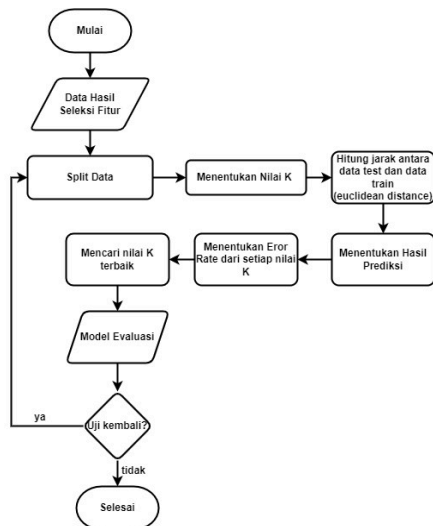 Mulai
Data Hasil
Seleksi Fitur
Split Data
Menentukan Nilai K
Hitung jarak antara
data test dan data
train
(euclidean distance)
Mencari nilai K
terbaik
Menentukan Eror
Rate dari setiap nilai
K
Menentukan Hasil
Prediksi
Model Evaluasi
ya
Uji kembali?
tidak
Selesai